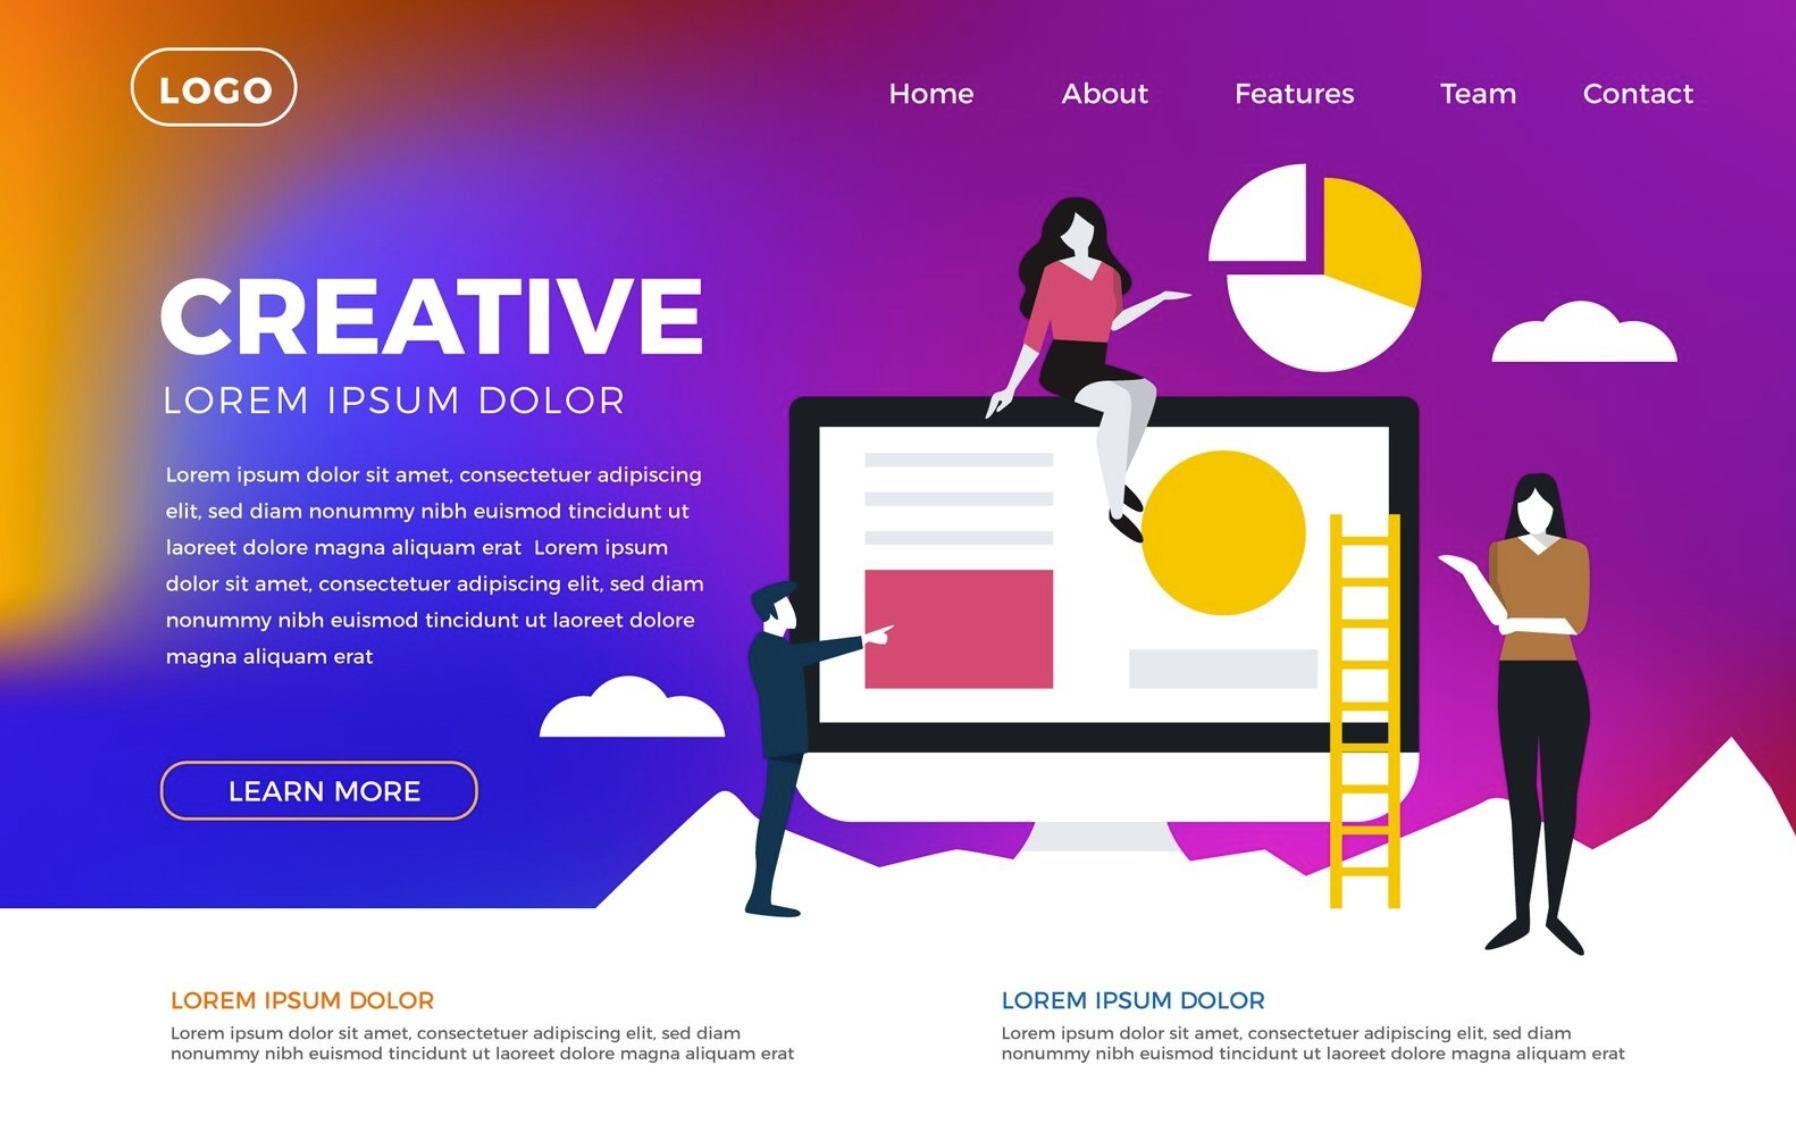 LOGO
Home About Features Team Contact
CREATIVE
LOREM IPSUM DOLOR
Lorem ipsum dolor sit amet, consectetuer adipiscing
elit, sed diam nonummy nibh euismod tincidunt ut
laoreet dolore magna aliquam erat  Lorem ipsum
dolor sit amet, consectetuer adipiscing elit, sed diam
nonummy nibh euismod tincidunt ut laoreet dolore
magna aliquam erat
LEARN MORE
LOREM IPSUM DOLOR
Lorem ipsum dolor sit amet, consectetuer adipiscing elit, sed diam
nonummy nibh euismod tincidunt ut laoreet dolore magna aliquam erat
LOREM IPSUM DOLOR
Lorem ipsum dolor sit amet, consectetuer adipiscing elit, sed diam
nonummy nibh euismod tincidunt ut laoreet dolore magna aliquam erat